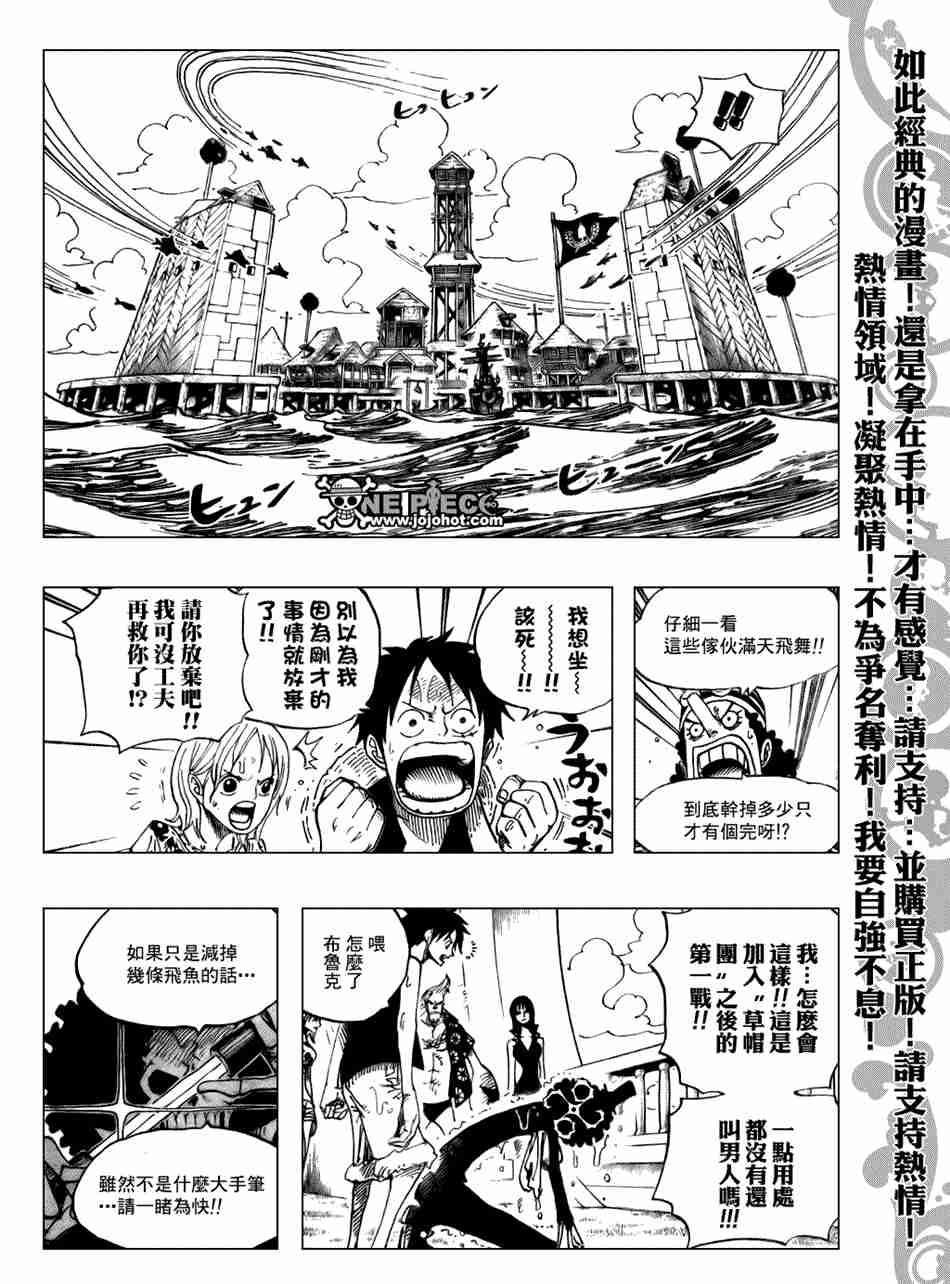 如此經典的漫畫！還是拿在手中…才有感覺…請支持…並購買正版！請支持熱情！
熱情領域！凝聚熱情！不為爭名奪利！我要自強不息！
!!
ヒュ ヒュン
ヒュン
ヒュン
ONE PIECE
www.jojohot.com
仔細一看
這些傢伙滿天飛舞!!
到底幹掉多少只
才有個完呀!?
我想坐～
～～!!
該死～!!
うおおお
別以為我
因為剛才的
事情就放棄
了!!
請你放棄吧!!
我可沒工夫
再救你了!?
我…怎麼會
這樣!!這是
加入〝草帽
團〞之後的
第一戰!!
一點用處
都沒有還
叫男人嗎!!!
喂
怎麼了
布魯克
如果只是減掉
幾條飛魚的話…
雖然不是什麼大手筆
…請一睹為快!!